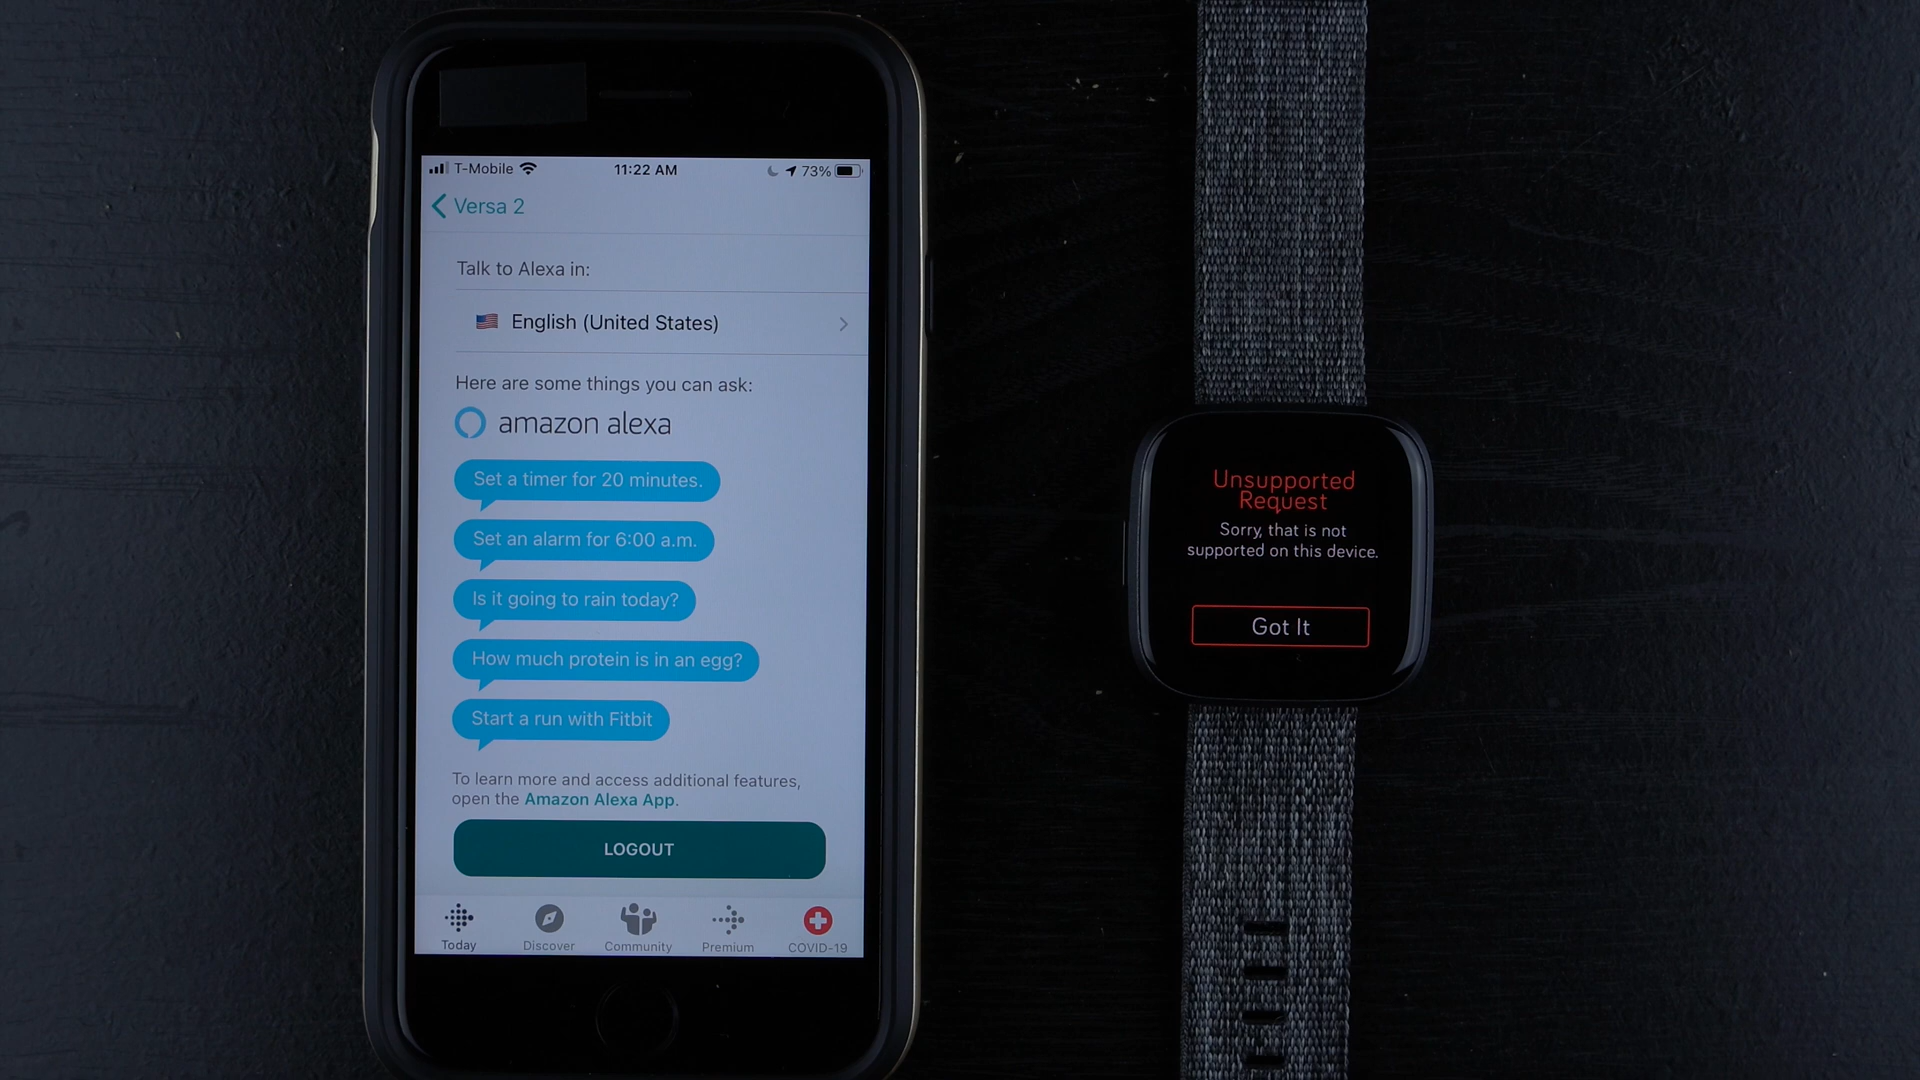 T-Mobile 11:22 AM 73%
Versa 2
Talk to Alexa in:
English (United States)
Here are some things you can ask:
amazon alexa
Set a timer for 20 minutes.
Set an alarm for 6:00 a.m.
Is it going to rain today?
How much protein is in an egg?
Start a run with Fitbit
To learn more and access additional features,
open the Amazon Alexa App.
LOGOUT
Today Discover Community Premium COVID-19
Unsupported
Request
Sorry, that is not
supported on this device.
Got It